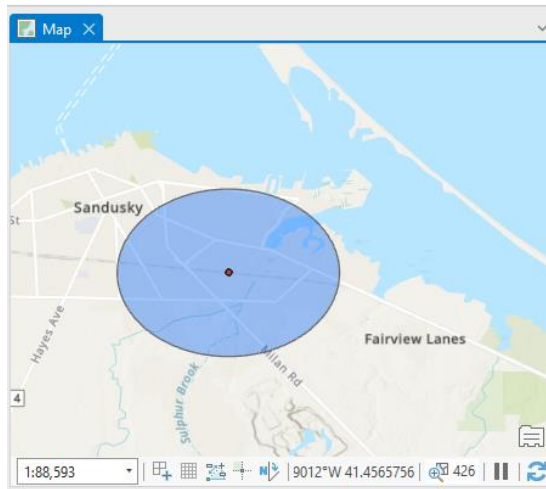 Map
Sandusky
St
Hayes Ave
Fairview Lanes
Milan Rd
Sulphur Brook
4
1:88,593
9012°W 41.4565756
426